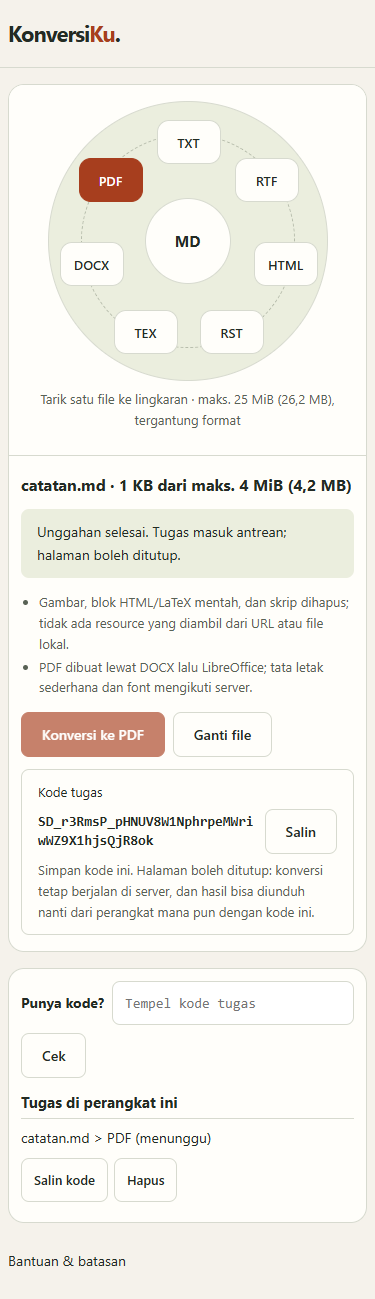 KonversiKu.
TXT
PDF
RTF
MD
DOCX
HTML
TEX
RST
Tarik satu file ke lingkaran · maks. 25 MiB (26,2 MB),
tergantung format
catatan.md · 1 KB dari maks. 4 MiB (4,2 MB)
Unggahan selesai. Tugas masuk antrean;
halaman boleh ditutup.
• Gambar, blok HTML/LaTeX mentah, dan skrip dihapus;
tidak ada resource yang diambil dari URL atau file
lokal.
• PDF dibuat lewat DOCX lalu LibreOffice; tata letak
sederhana dan font mengikuti server.
Konversi ke PDF
Ganti file
Kode tugas
SD_r3RmsP_pHNUV8W1NphrpeMWri
wWZ9X1hjsQjR8ok
Salin
Simpan kode ini. Halaman boleh ditutup: konversi
tetap berjalan di server, dan hasil bisa diunduh
nanti dari perangkat mana pun dengan kode ini.
Punya kode?
Tempel kode tugas
Cek
Tugas di perangkat ini
catatan.md > PDF (menunggu)
Salin kode
Hapus
Bantuan & batasan